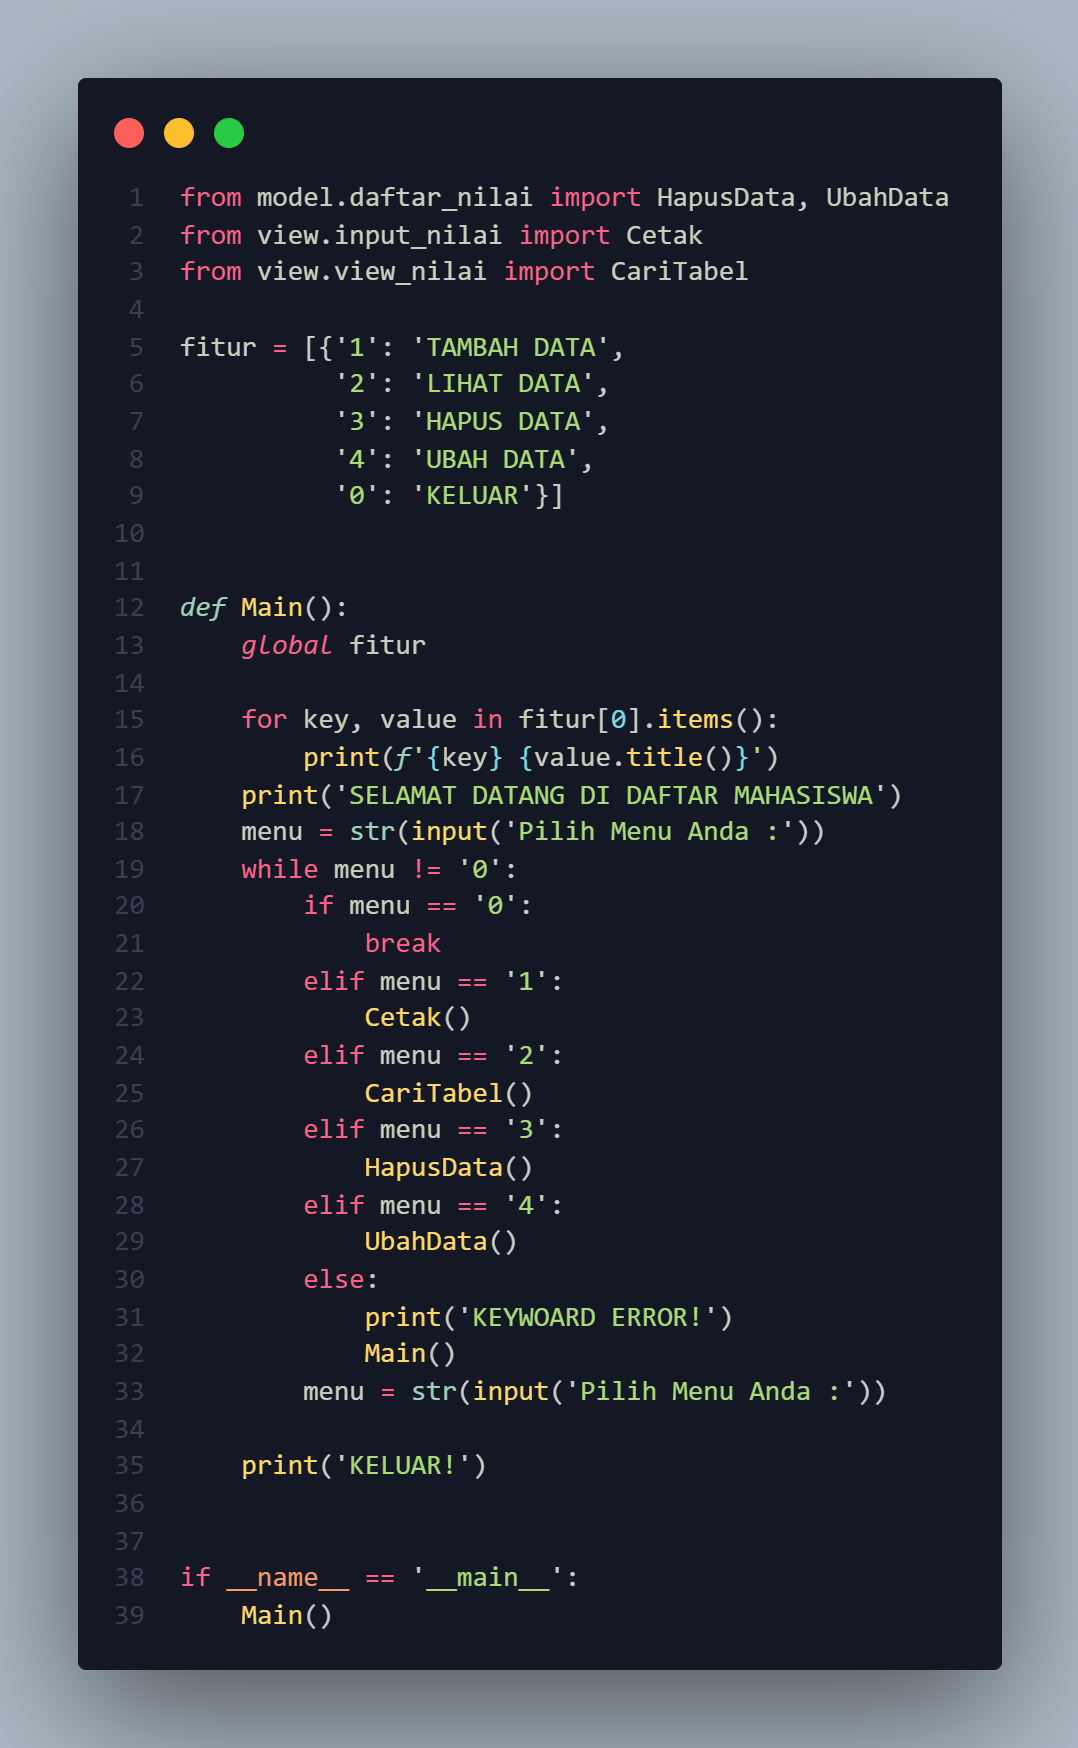 1 from model.daftar_nilai import HapusData, UbahData
2 from view.input_nilai import Cetak
3 from view.view_nilai import CariTabel
4
5 fitur = [{'1': 'TAMBAH DATA',
6           '2': 'LIHAT DATA',
7           '3': 'HAPUS DATA',
8           '4': 'UBAH DATA',
9           '0': 'KELUAR'}]
10
11
12 def Main():
13     global fitur
14
15     for key, value in fitur[0].items():
16         print(f'{key} {value.title()}')
17     print('SELAMAT DATANG DI DAFTAR MAHASISWA')
18     menu = str(input('Pilih Menu Anda :'))
19     while menu != '0':
20         if menu == '0':
21             break
22         elif menu == '1':
23             Cetak()
24         elif menu == '2':
25             CariTabel()
26         elif menu == '3':
27             HapusData()
28         elif menu == '4':
29             UbahData()
30         else:
31             print('KEYWOARD ERROR!')
32             Main()
33         menu = str(input('Pilih Menu Anda :'))
34
35     print('KELUAR!')
36
37
38 if __name__ == '__main__':
39     Main()